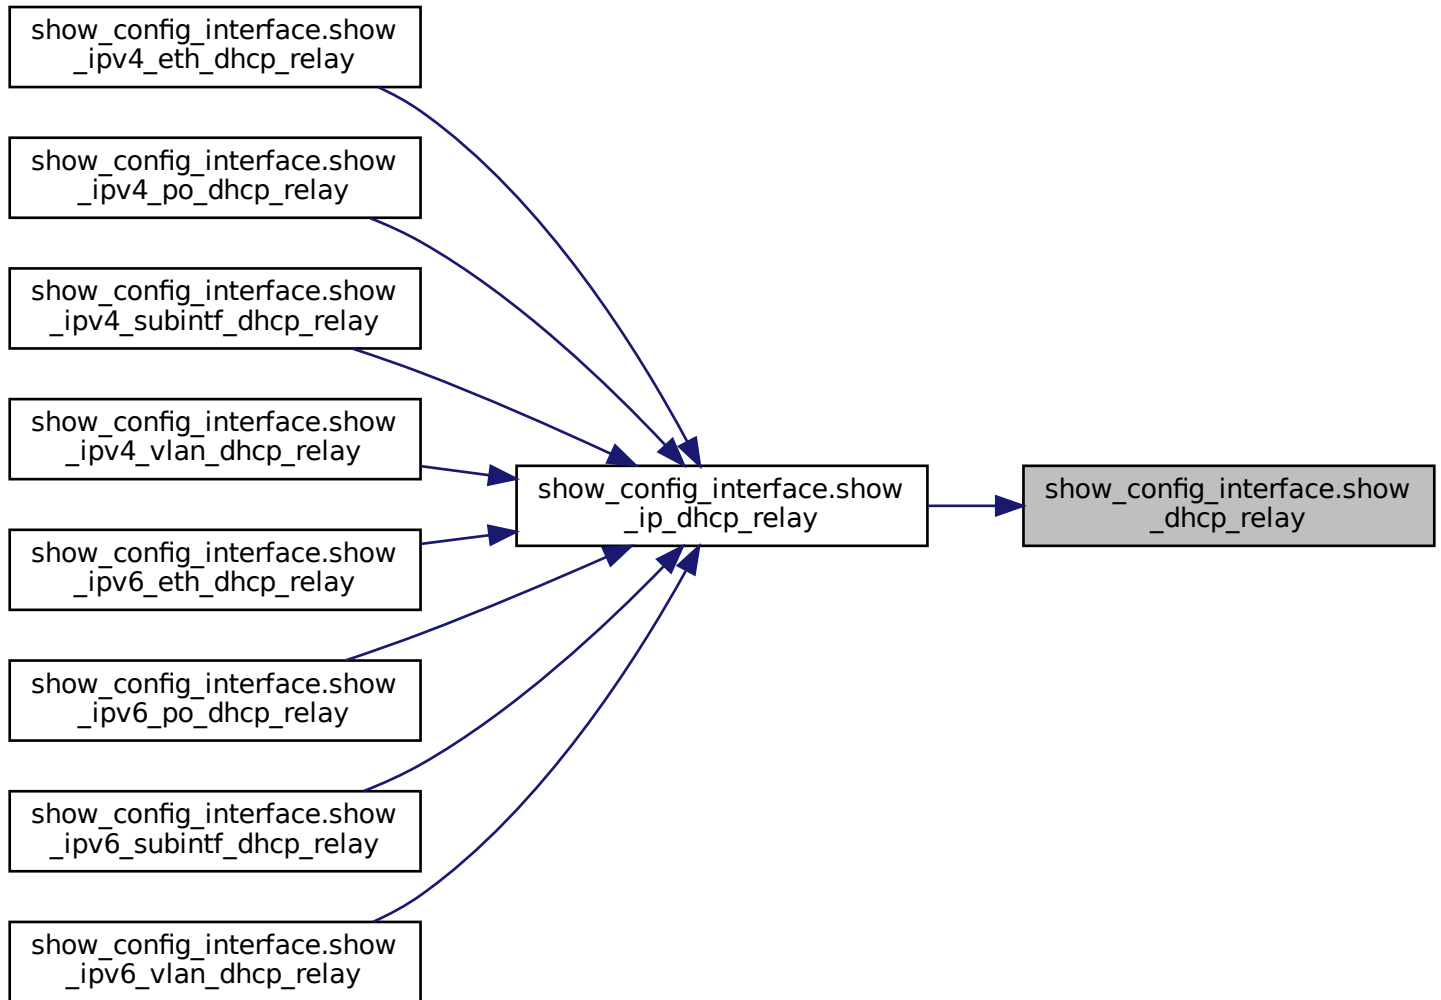 show_config_interface.show
_ipv4_eth_dhcp_relay
show_config_interface.show
_ipv4_po_dhcp_relay
show_config_interface.show
_ipv4_subintf_dhcp_relay
show_config_interface.show
_ipv4_vlan_dhcp_relay
show_config_interface.show
_ipv6_eth_dhcp_relay
show_config_interface.show
_ipv6_po_dhcp_relay
show_config_interface.show
_ipv6_subintf_dhcp_relay
show_config_interface.show
_ipv6_vlan_dhcp_relay
show_config_interface.show
_ip_dhcp_relay
show_config_interface.show
_dhcp_relay